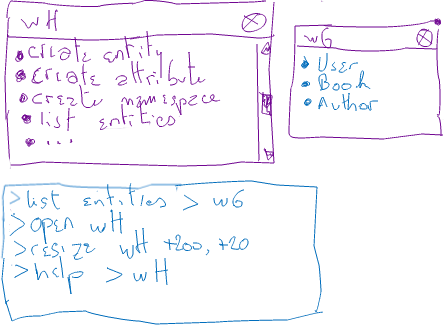 wH
• Create entity
• Create attribute
• create namespace
• list entities
• ...
wG
• User
• Book
• Author
> list entities > wG
> open wH
> resize wH +200, +20
> help > wH